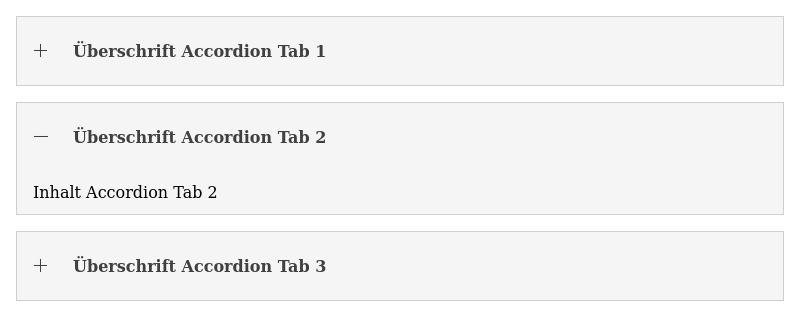 Überschrift Accordion Tab 1
Überschrift Accordion Tab 2
Inhalt Accordion Tab 2
Überschrift Accordion Tab 3